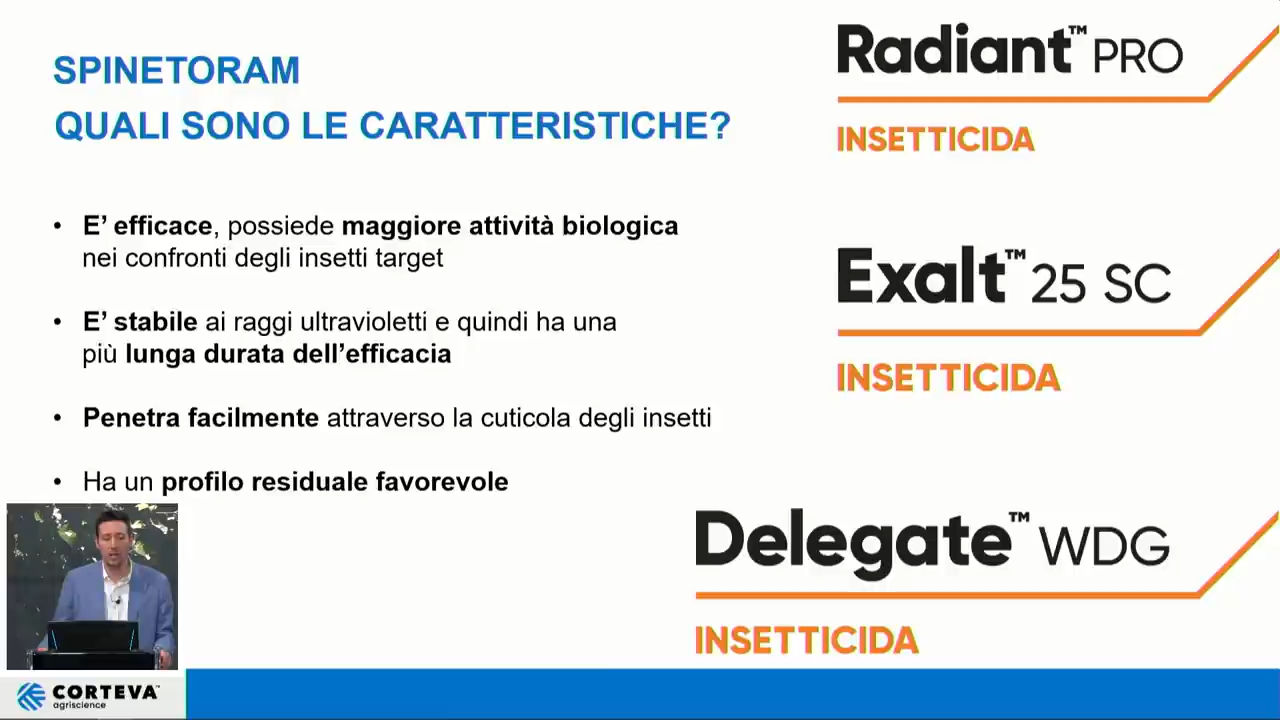 SPINETORAM
QUALI SONO LE CARATTERISTICHE?
• E’ efficace, possiede maggiore attività biologica
nei confronti degli insetti target
• E’ stabile ai raggi ultravioletti e quindi ha una
più lunga durata dell’efficacia
• Penetra facilmente attraverso la cuticola degli insetti
• Ha un profilo residuale favorevole
Radiant™ PRO
INSETTICIDA
Exalt™ 25 SC
INSETTICIDA
Delegate™ WDG
INSETTICIDA
CORTEVA™
agriscience